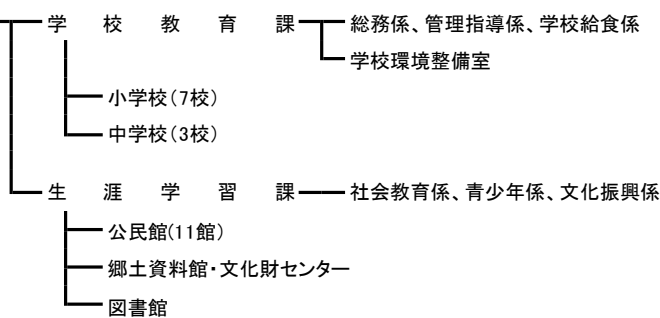 学校教育課 総務係、管理指導係、学校給食係
学校環境整備室
小学校(7校)
中学校(3校)
生涯学習課 社会教育係、青少年係、文化振興係
公民館(11館)
郷土資料館・文化財センター
図書館